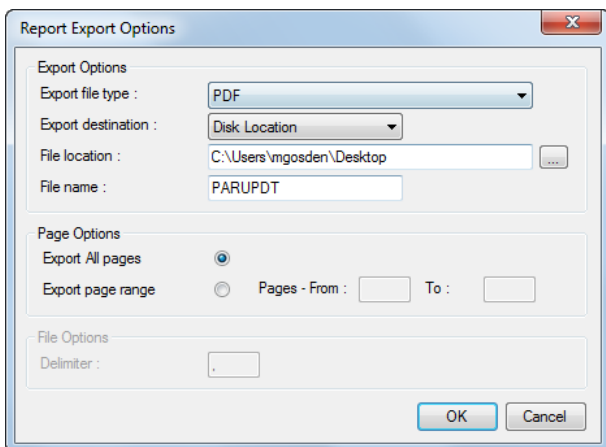 Report Export Options
Export Options
Export file type : PDF
Export destination : Disk Location
File location : C:\Users\mgosden\Desktop ...
File name : PARUPDT
Page Options
Export All pages
Export page range Pages - From : To :
File Options
Delimiter : ,
OK Cancel